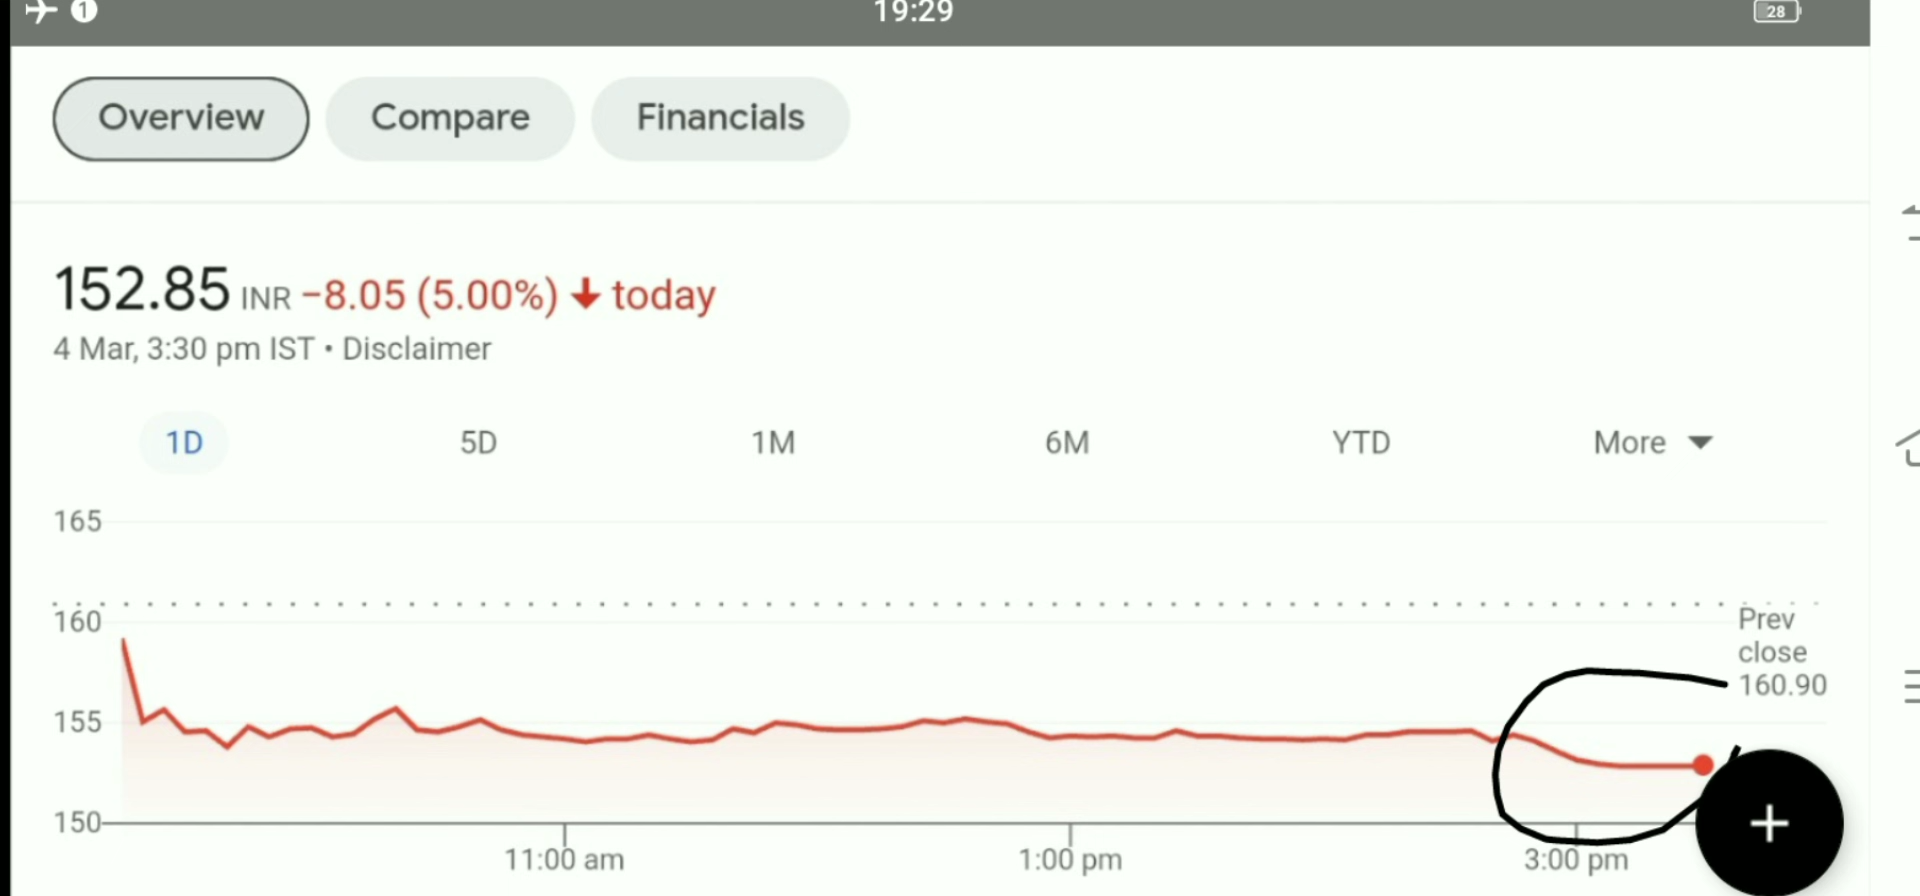 1 19:29 28
Overview Compare Financials
152.85 INR −8.05 (5.00%) ↓ today
4 Mar, 3:30 pm IST • Disclaimer
1D 5D 1M 6M YTD More
165
160
155
150
Prev
close
160.90
11:00 am 1:00 pm 3:00 pm
+